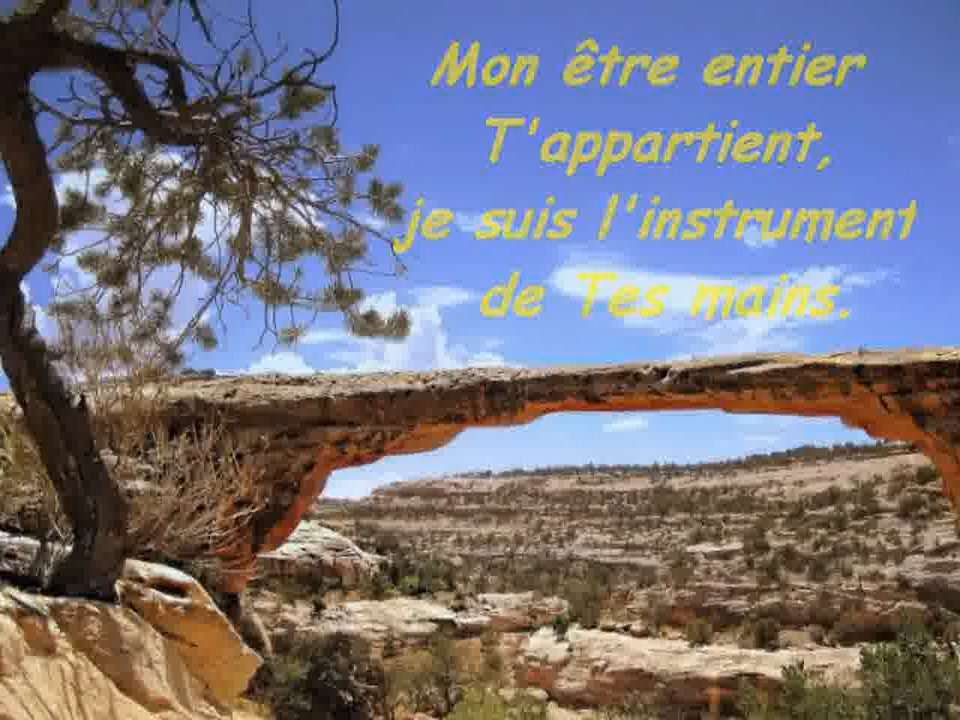 Mon être entier
T'appartient,
je suis l'instrument
de Tes mains.